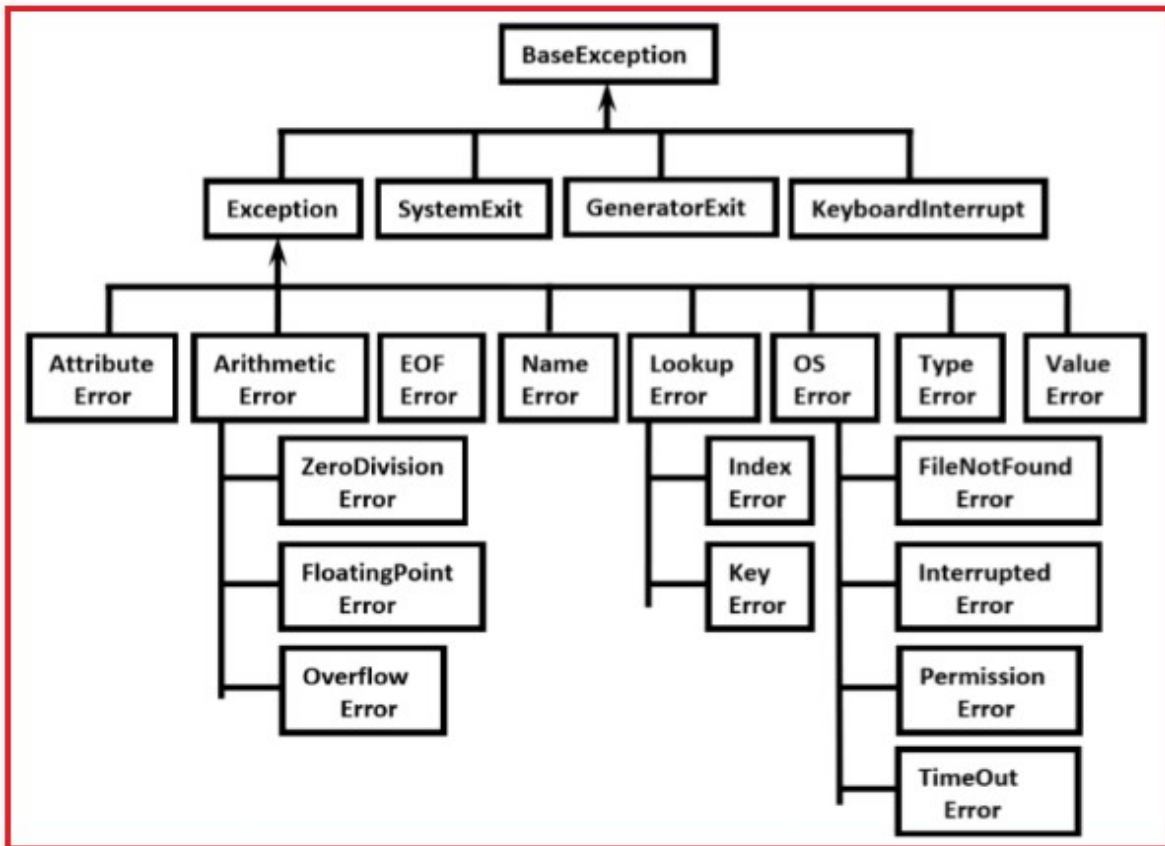 BaseException
Exception
SystemExit
GeneratorExit
KeyboardInterrupt
Attribute
Error
Arithmetic
Error
EOF
Error
Name
Error
Lookup
Error
OS
Error
Type
Error
Value
Error
ZeroDivision
Error
FloatingPoint
Error
Overflow
Error
Index
Error
Key
Error
FileNotFound
Error
Interrupted
Error
Permission
Error
TimeOut
Error